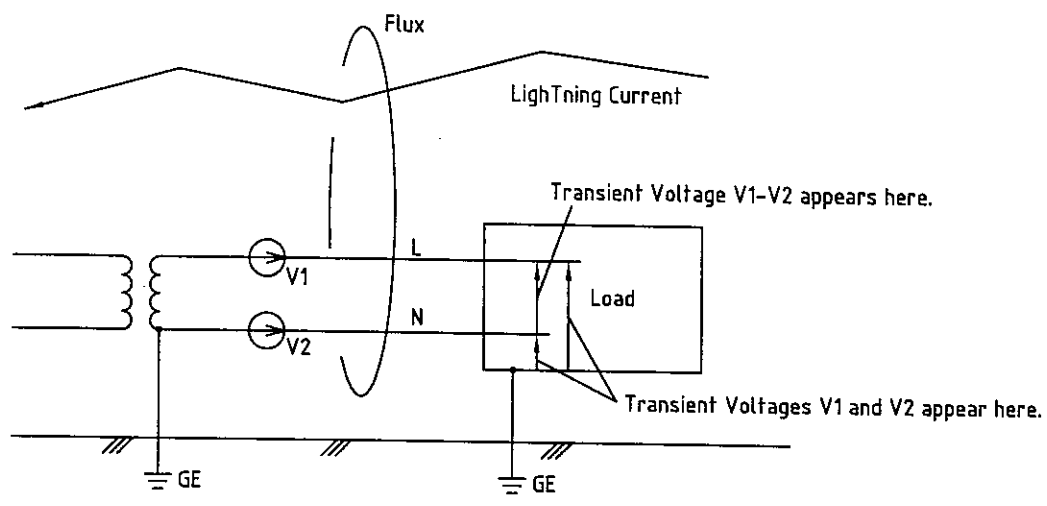 Flux
LighTning Current
Transient Voltage V1-V2 appears here.
L
V1
Load
N
V2
Transient Voltages V1 and V2 appear here.
GE
GE